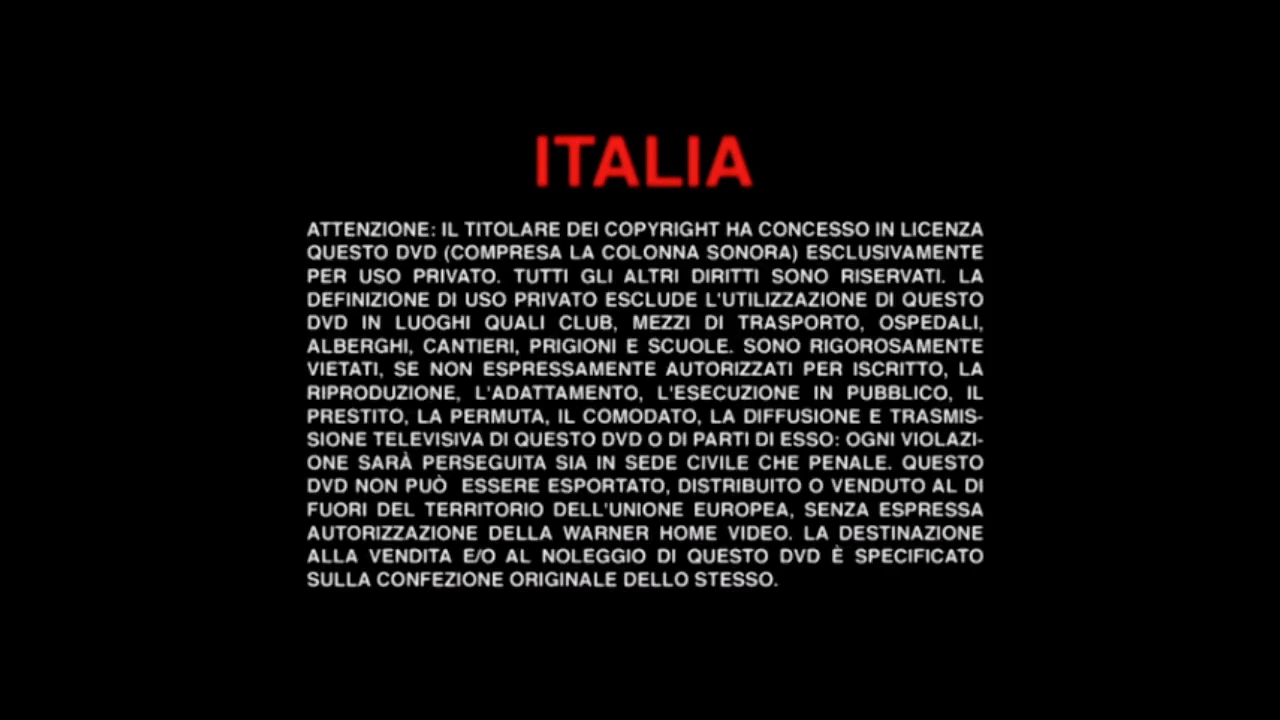 ITALIA
ATTENZIONE: IL TITOLARE DEI COPYRIGHT HA CONCESSO IN LICENZA
QUESTO DVD (COMPRESA LA COLONNA SONORA) ESCLUSIVAMENTE
PER USO PRIVATO. TUTTI GLI ALTRI DIRITTI SONO RISERVATI. LA
DEFINIZIONE DI USO PRIVATO ESCLUDE L'UTILIZZAZIONE DI QUESTO
DVD IN LUOGHI QUALI CLUB, MEZZI DI TRASPORTO, OSPEDALI,
ALBERGHI, CANTIERI, PRIGIONI E SCUOLE. SONO RIGOROSAMENTE
VIETATI, SE NON ESPRESSAMENTE AUTORIZZATI PER ISCRITTO, LA
RIPRODUZIONE, L'ADATTAMENTO, L'ESECUZIONE IN PUBBLICO, IL
PRESTITO, LA PERMUTA, IL COMODATO, LA DIFFUSIONE E TRASMIS-
SIONE TELEVISIVA DI QUESTO DVD O DI PARTI DI ESSO: OGNI VIOLAZI-
ONE SARÀ PERSEGUITA SIA IN SEDE CIVILE CHE PENALE. QUESTO
DVD NON PUÒ ESSERE ESPORTATO, DISTRIBUITO O VENDUTO AL DI
FUORI DEL TERRITORIO DELL'UNIONE EUROPEA, SENZA ESPRESSA
AUTORIZZAZIONE DELLA WARNER HOME VIDEO. LA DESTINAZIONE
ALLA VENDITA E/O AL NOLEGGIO DI QUESTO DVD È SPECIFICATO
SULLA CONFEZIONE ORIGINALE DELLO STESSO.